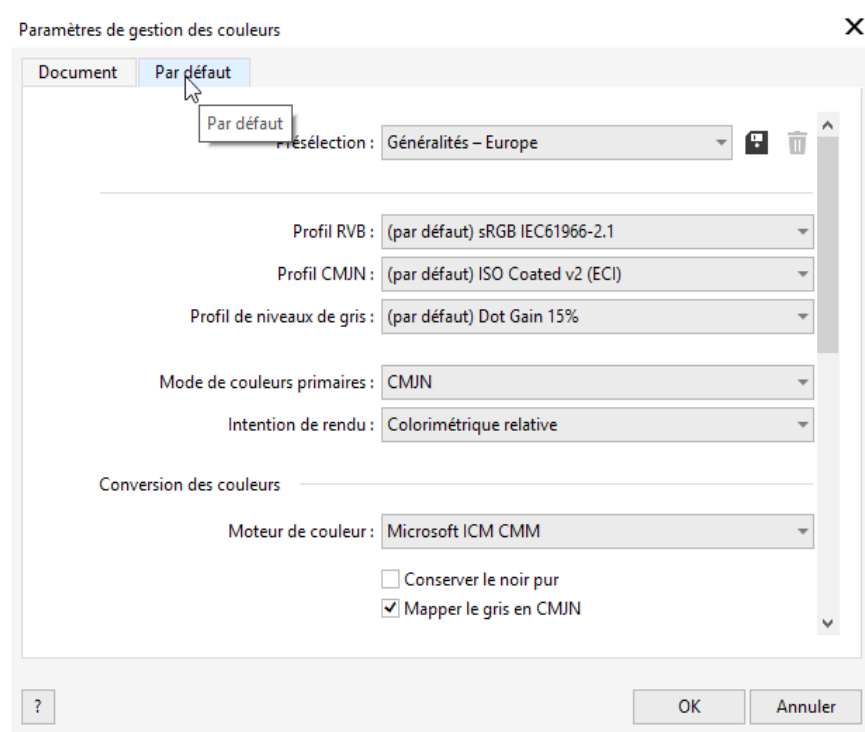 Paramètres de gestion des couleurs
Document Par défaut
Par défaut
Présélection : Généralités – Europe
Profil RVB : (par défaut) sRGB IEC61966-2.1
Profil CMJN : (par défaut) ISO Coated v2 (ECI)
Profil de niveaux de gris : (par défaut) Dot Gain 15%
Mode de couleurs primaires : CMJN
Intention de rendu : Colorimétrique relative
Conversion des couleurs
Moteur de couleur : Microsoft ICM CMM
Conserver le noir pur
Mapper le gris en CMJN
? OK Annuler